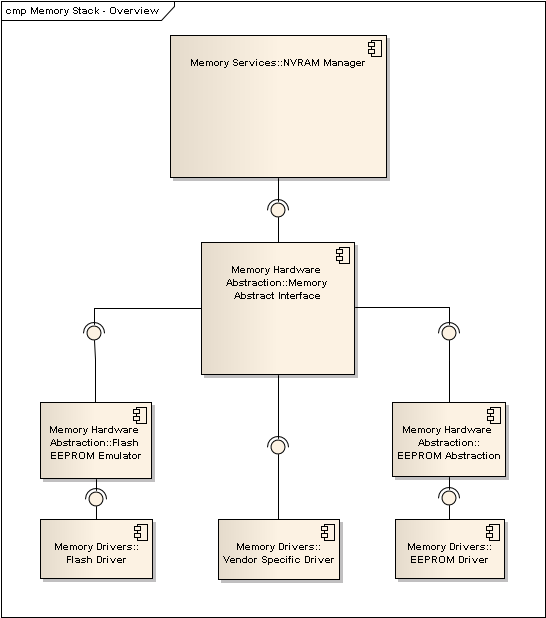 cmp Memory Stack - Overview
Memory Services::NVRAM Manager
Memory Hardware
Abstraction::Memory
Abstract Interface
Memory Hardware
Abstraction::Flash
EEPROM Emulator
Memory Hardware
Abstraction::
EEPROM Abstraction
Memory Drivers::
Flash Driver
Memory Drivers::
Vendor Specific Driver
Memory Drivers::
EEPROM Driver